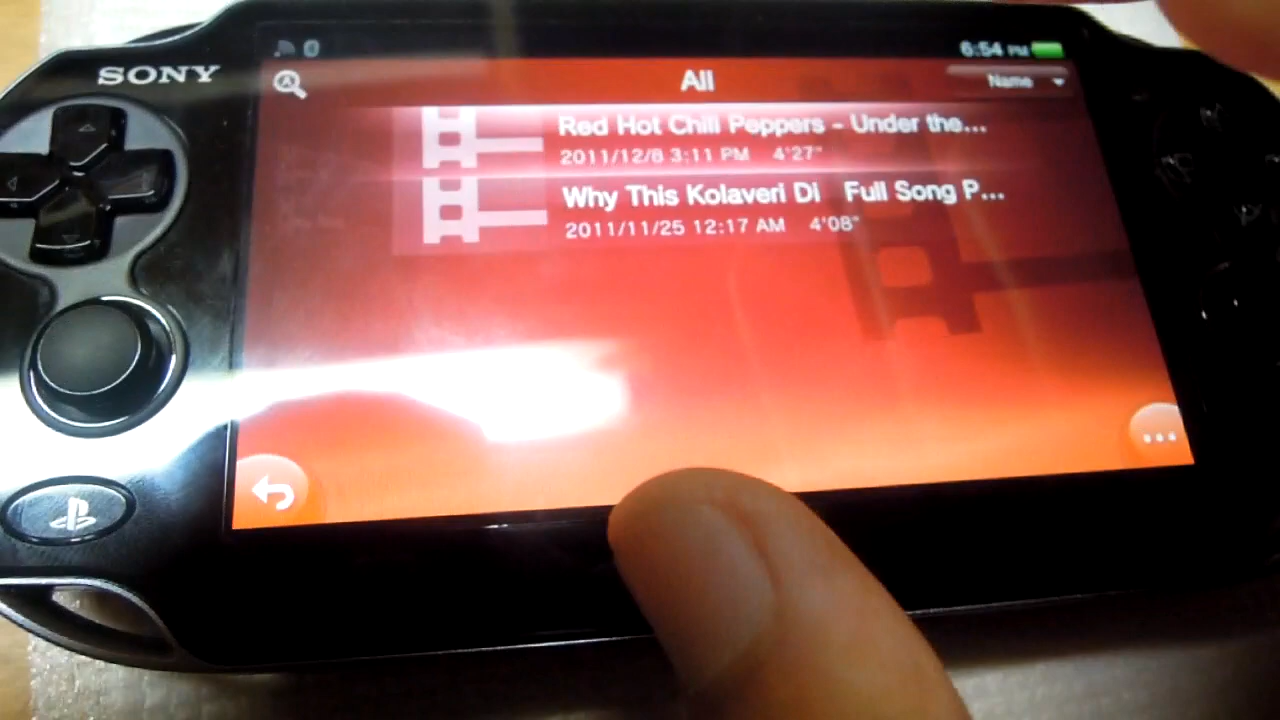 6:54 PM
SONY
All
Name
Red Hot Chili Peppers - Under the...
2011/12/8 3:11 PM 4'27"
Why This Kolaveri Di Full Song P...
2011/11/25 12:17 AM 4'08"